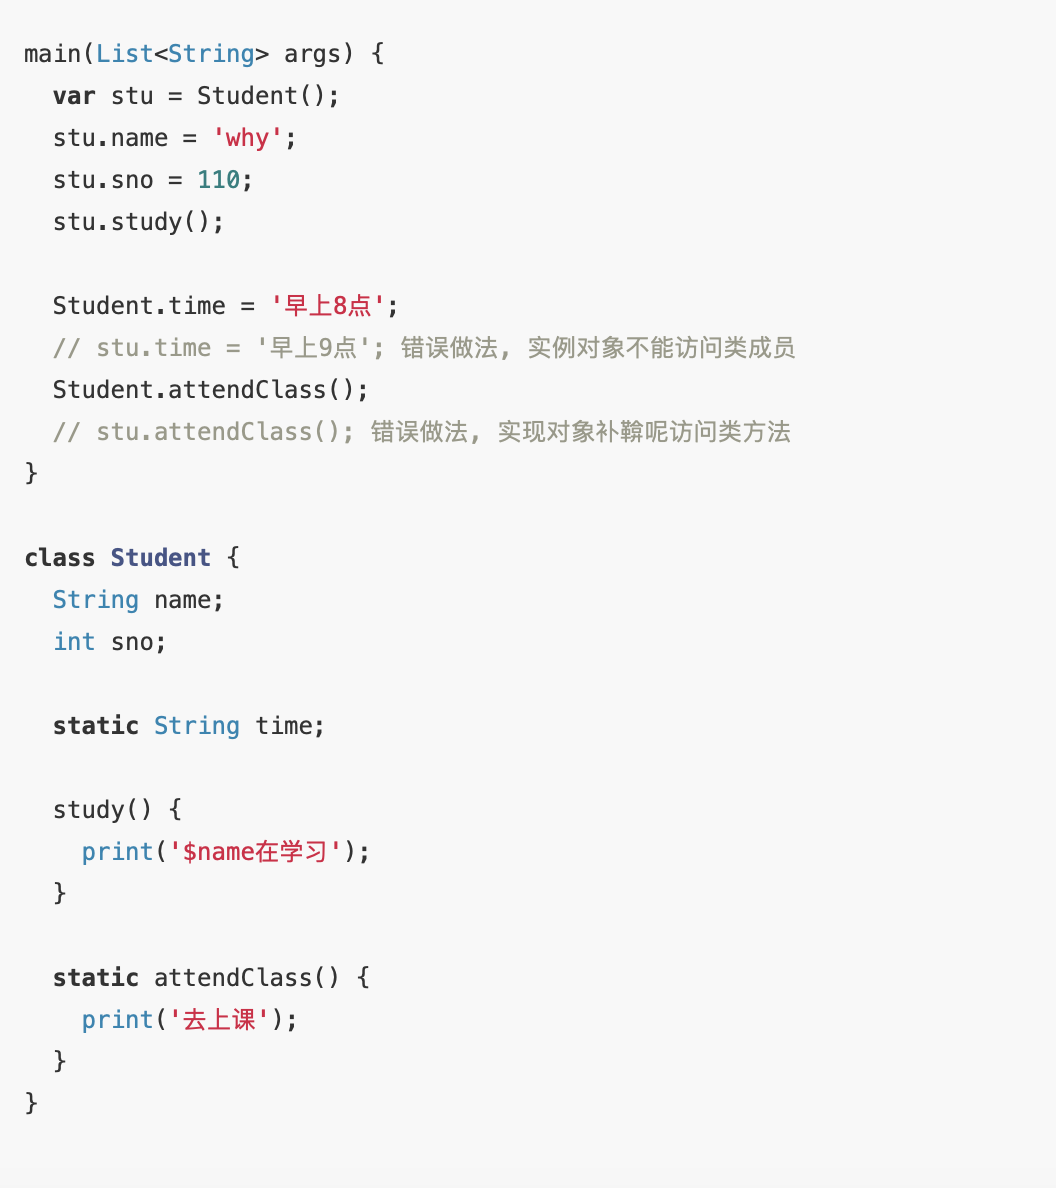 main(List<String> args) {
  var stu = Student();
  stu.name = 'why';
  stu.sno = 110;
  stu.study();

  Student.time = '早上8点';
  // stu.time = '早上9点'; 错误做法, 实例对象不能访问类成员
  Student.attendClass();
  // stu.attendClass(); 错误做法, 实现对象补鞥呢访问类方法
}

class Student {
  String name;
  int sno;

  static String time;

  study() {
    print('$name在学习');
  }

  static attendClass() {
    print('去上课');
  }
}